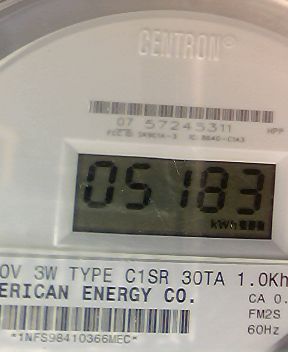 CENTRON®
07 57245311 HPP
05183
kWh
0V 3W TYPE C1SR 30TA 1.0Kh
ERICAN ENERGY CO.
CA 0.
FM2S
60Hz
*1NFS98410366MEC*